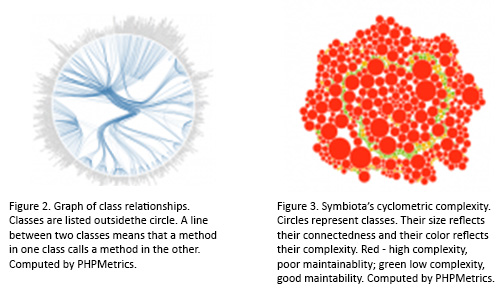 Figure 2. Graph of class relationships.
Classes are listed outsidethe circle. A line
between two classes means that a method
in one class calls a method in the other.
Computed by PHPMetrics.
Figure 3. Symbiota's cyclometric complexity.
Circles represent classes. Their size reflects
their connectedness and their color reflects
their complexity. Red - high complexity,
poor maintainablity; green low complexity,
good maintability. Computed by PHPMetrics.